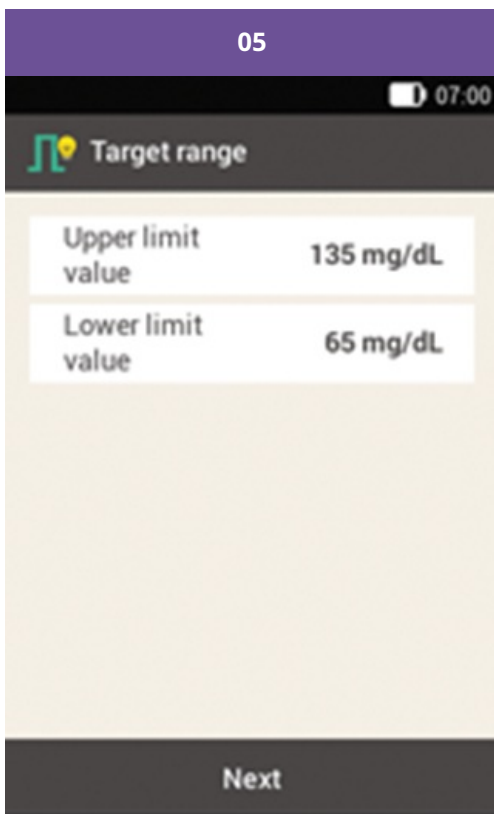 05
07:00
Target range
Upper limit
value
135 mg/dL
Lower limit
value
65 mg/dL
Next